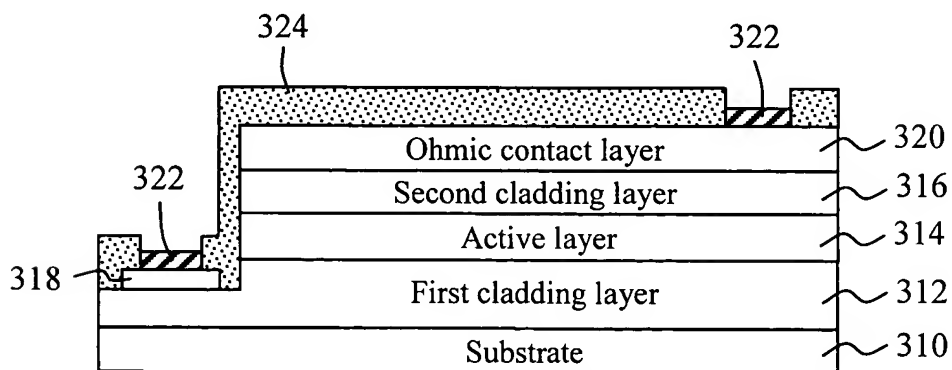 324
322
Ohmic contact layer
320
322
Second cladding layer
316
Active layer
314
318
First cladding layer
312
Substrate
310